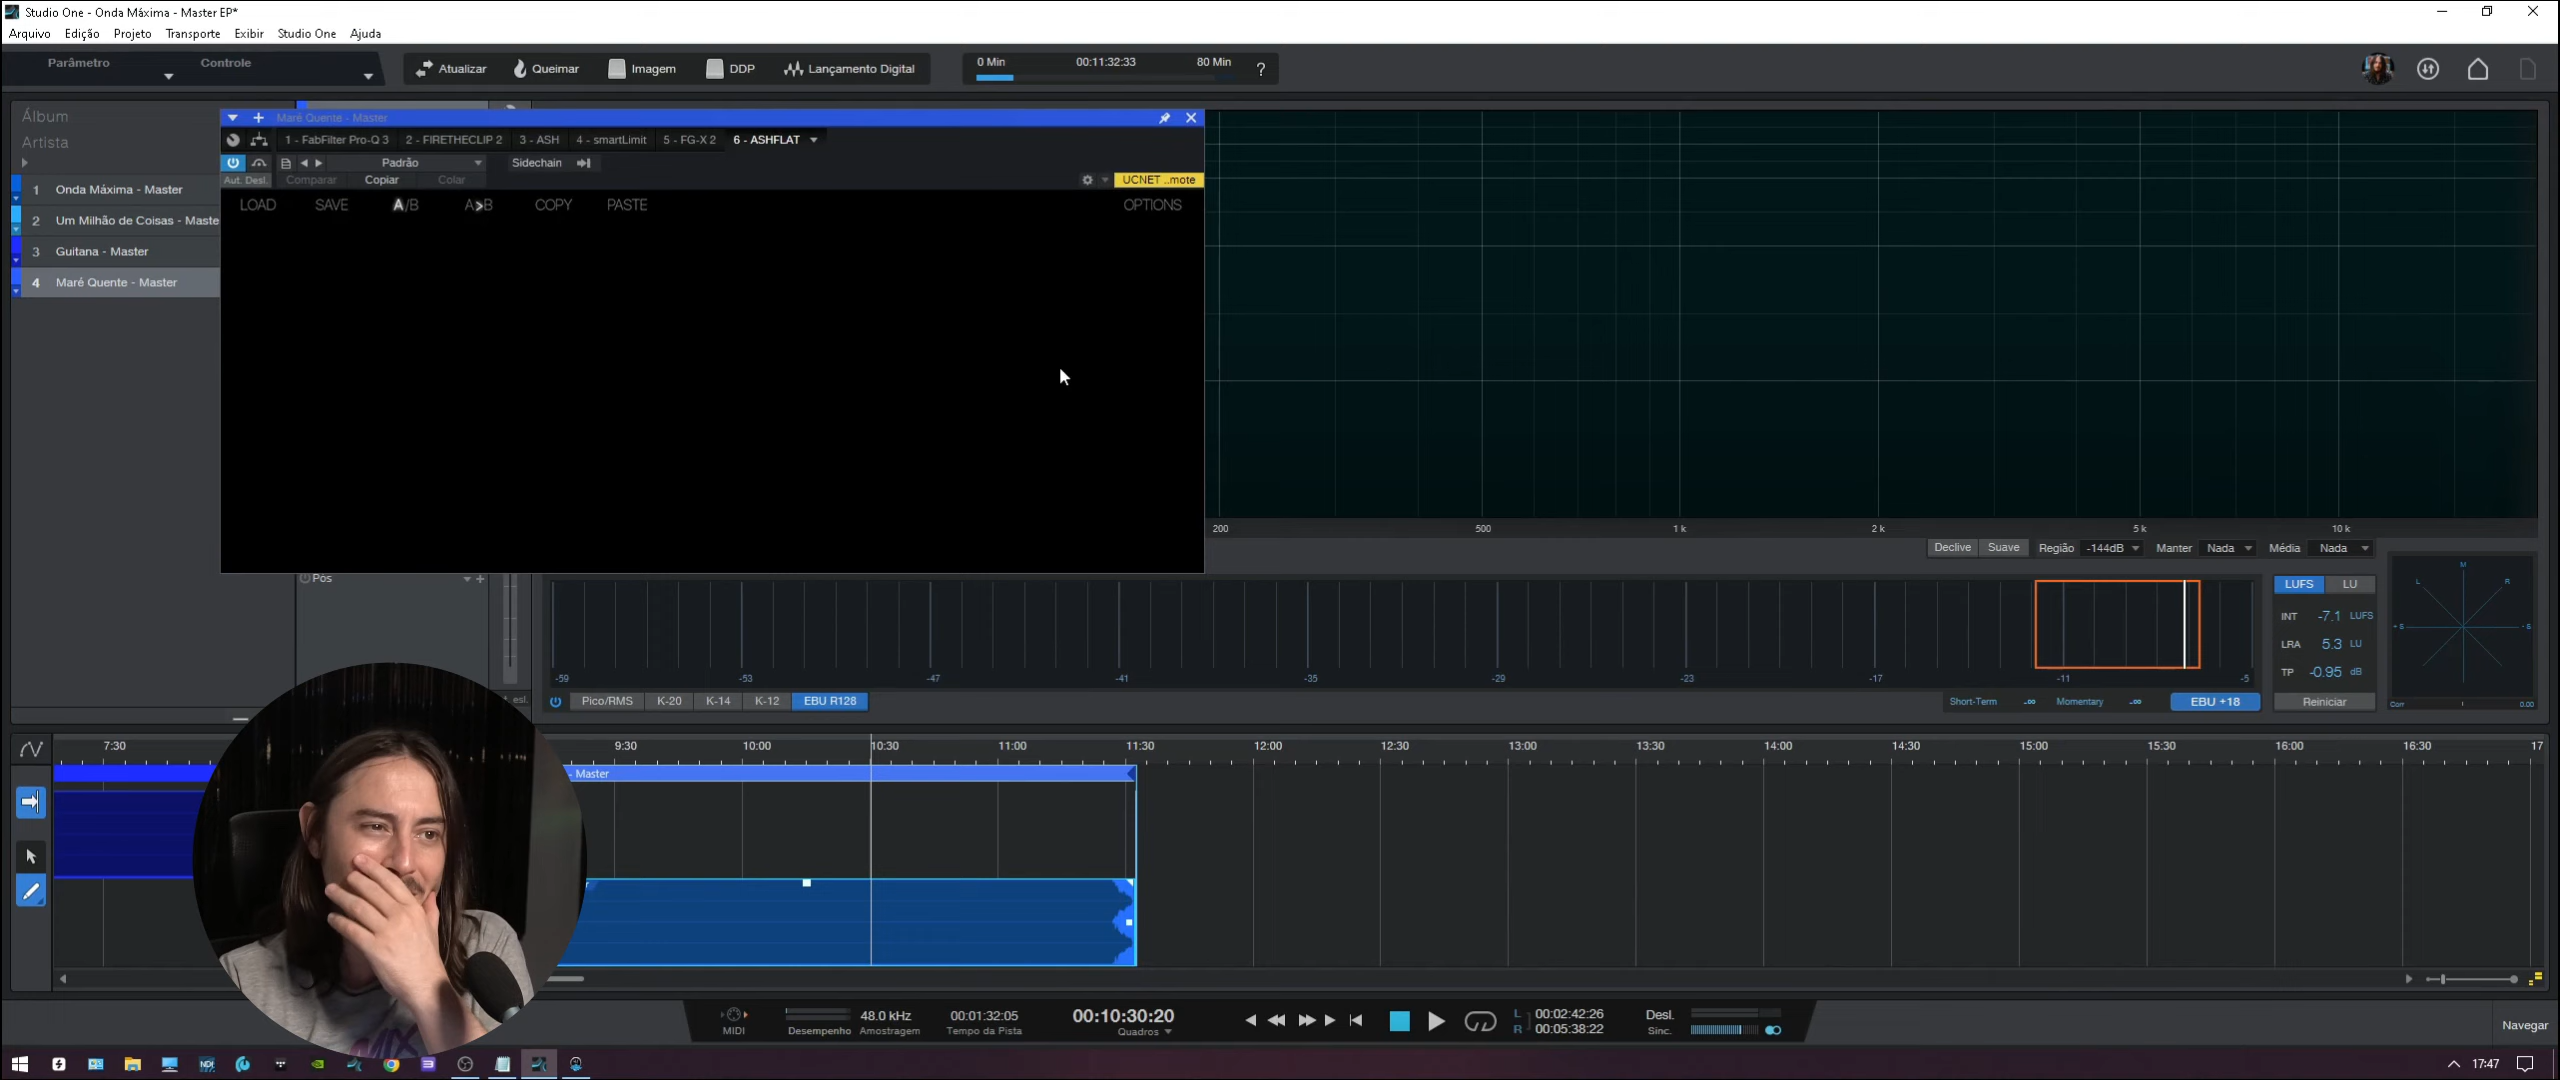 Studio One - Onda Máxima - Master EP*
Arquivo Edição Projeto Transporte Exibir Studio One Ajuda
Parâmetro Controle
Atualizar Queimar Imagem DDP Lançamento Digital
0 Min 00:11:32:33 80 Min ?
Álbum
Artista
1 Onda Máxima - Master
2 Um Milhão de Coisas - Maste
3 Guitana - Master
4 Maré Quente - Master
Maré Quente - Master
1 - FabFilter Pro-Q 3 2 - FIRETHECLIP 2 3 - ASH 4 - smartLimit 5 - FG-X 2 6 - ASHFLAT
Padrão Sidechain
Aut. Desl. Comparar Copiar Colar UCNET ..mote
LOAD SAVE A/B A>B COPY PASTE OPTIONS
200 500 1 k 2 k 5 k 10 k
Declive Suave Região -144dB Manter Nada Média Nada
Pós
-59 -53 -47 -41 -35 -29 -23 -17 -11 -5
LUFS LU
INT -7.1 LUFS
LRA 5.3 LU
TP -0.95 dB
Reiniciar
M
L R
+S -S
Corr 0.00
esl.
Pico/RMS K-20 K-14 K-12 EBU R128
Short-Term -∞ Momentary -∞ EBU +18
7:30 9:30 10:00 10:30 11:00 11:30 12:00 12:30 13:00 13:30 14:00 14:30 15:00 15:30 16:00 16:30 17
- Master
MIDI
Desempenho
48.0 kHz
Amostragem
00:01:32:05
Tempo da Pista
00:10:30:20
Quadros
L 00:02:42:26
R 00:05:38:22
Desl.
Sinc.
Navegar
NDI
17:47